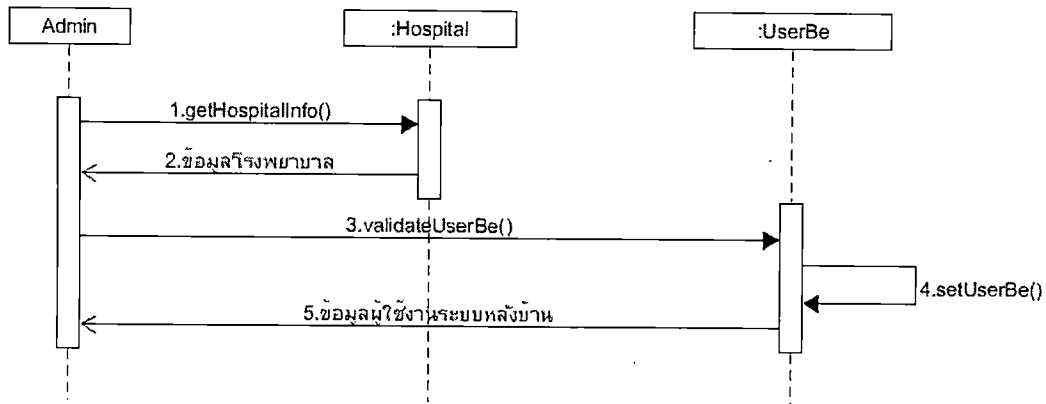 Admin
:Hospital
:UserBe
1.getHospitalInfo()
2.ข้อมูลโรงพยาบาล
3.validateUserBe()
4.setUserBe()
5.ข้อมูลผู้ใช้งานระบบหลังบ้าน